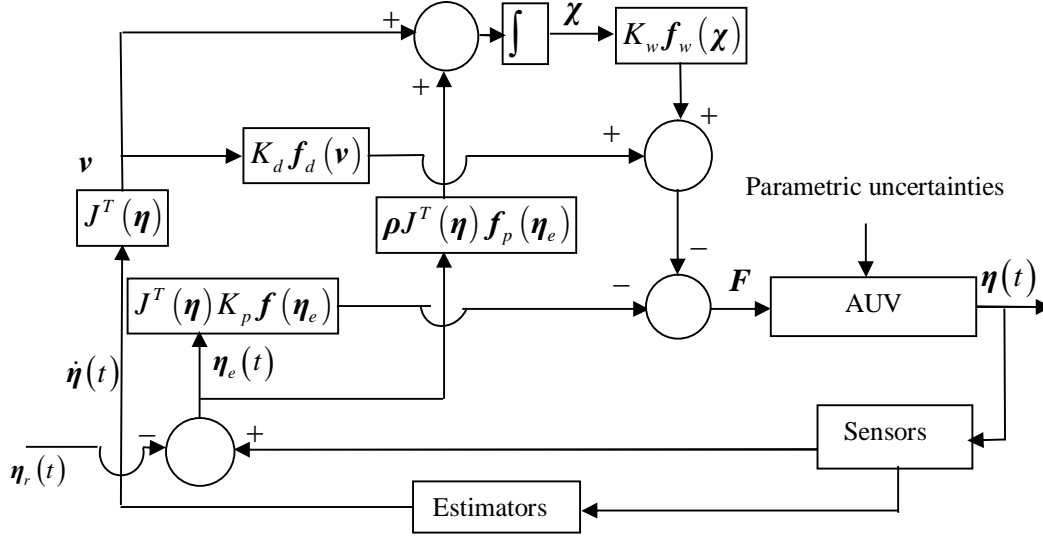 +
∫
χ
K_w f_w(χ)
+
+
+
v
K_d f_d(v)
Parametric uncertainties
J^T(η)
ρJ^T(η) f_p(η_e)
−
−
F
AUV
η(t)
J^T(η) K_p f(η_e)
η̇(t)
η_e(t)
−
+
Sensors
η_r(t)
Estimators